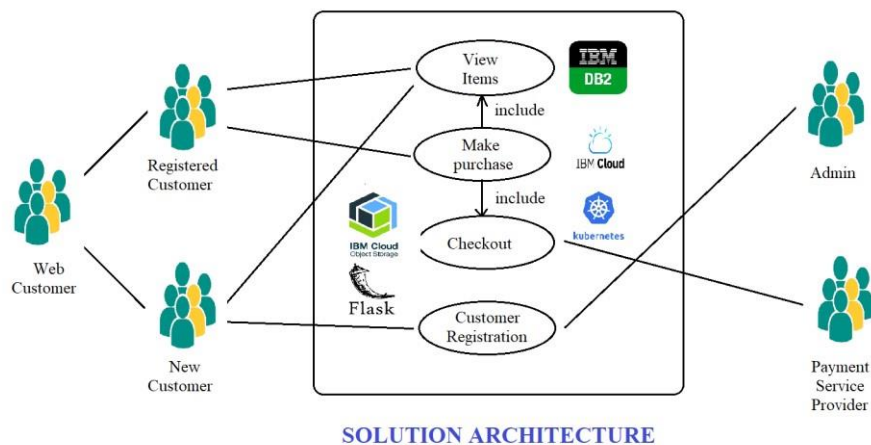 View
Items
IBM
DB2
include
Registered
Customer
Make
purchase
IBM Cloud
Admin
include
IBM Cloud
Object Storage
Checkout
kubernetes
Web
Customer
Flask
Customer
Registration
New
Customer
Payment
Service
Provider
SOLUTION ARCHITECTURE